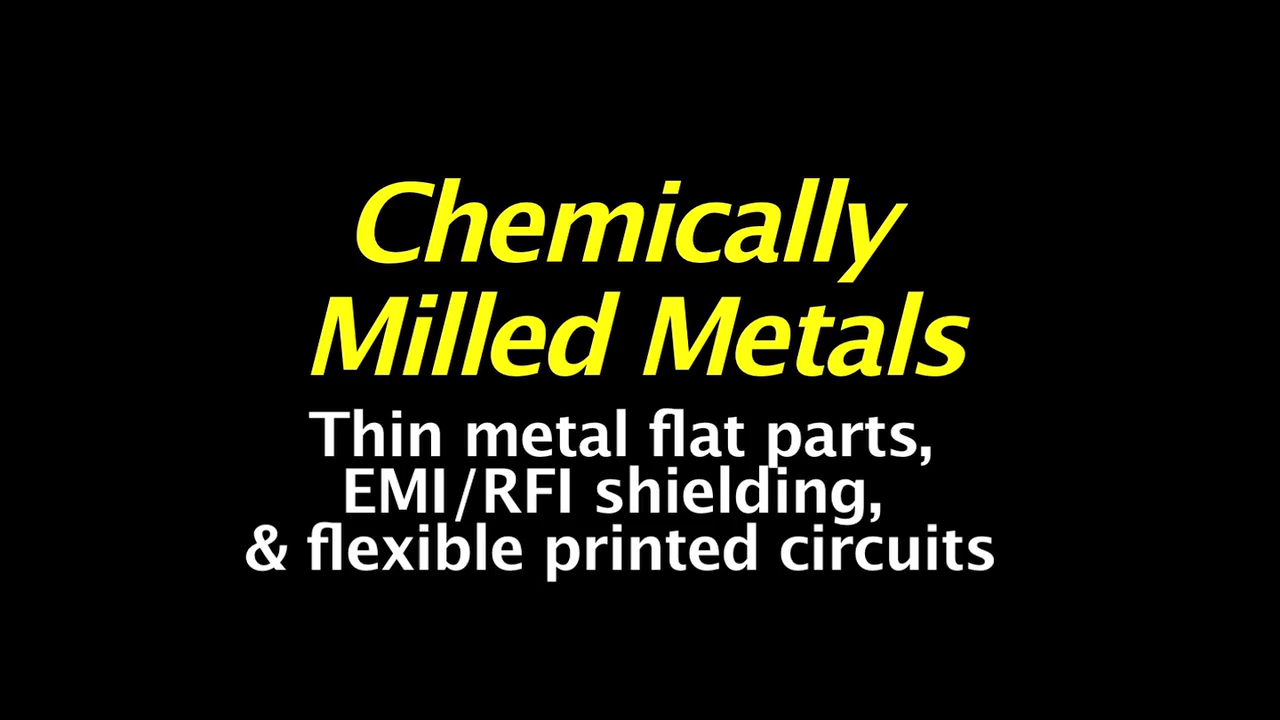 Chemically
Milled Metals
Thin metal flat parts,
EMI/RFI shielding,
& flexible printed circuits